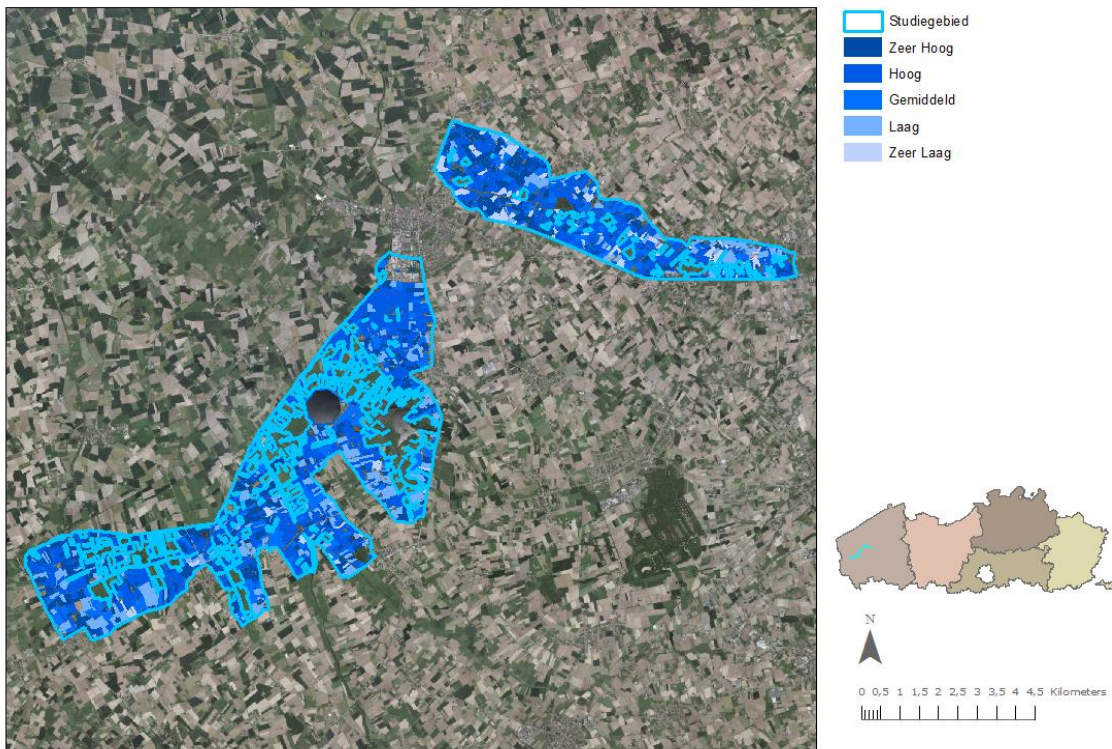 Studiegebied
Zeer Hoog
Hoog
Gemiddeld
Laag
Zeer Laag
N
0 0,5 1 1,5 2 2,5 3 3,5 4 4,5 Kilometers